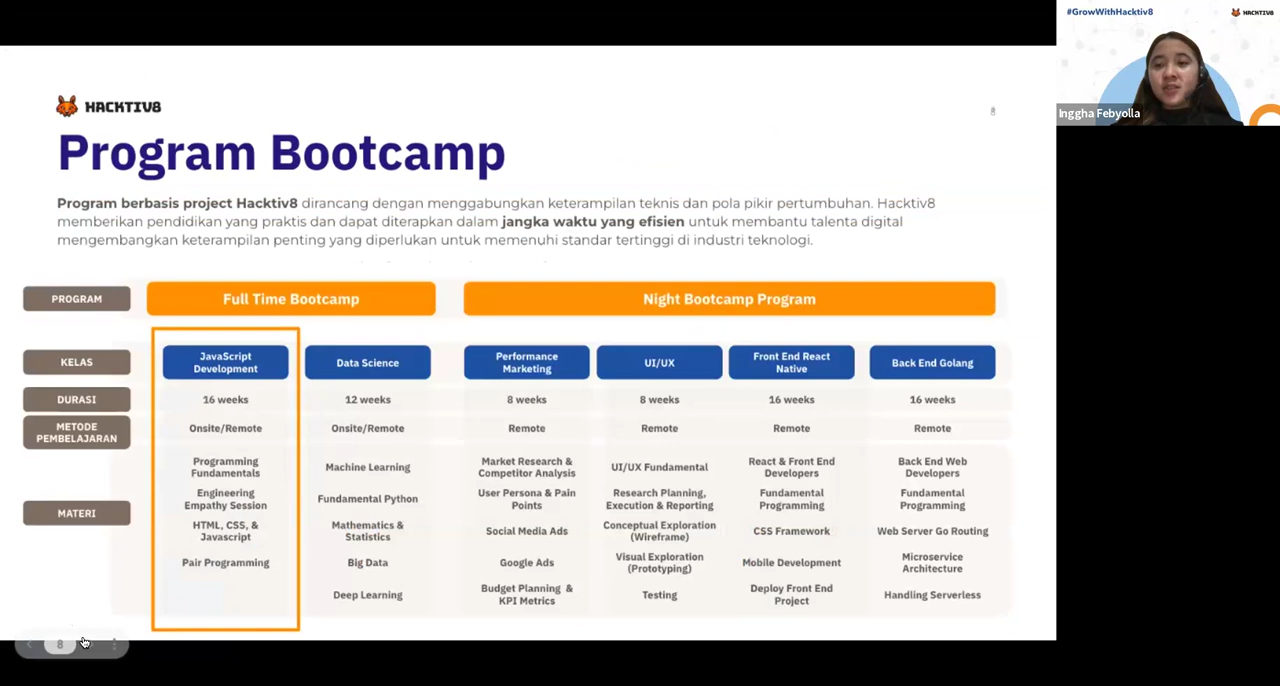 #GrowWithHacktiv8
HACKTIV8
Inggha Febyolla
HACKTIV8
8
Program Bootcamp
Program berbasis project Hacktiv8 dirancang dengan menggabungkan keterampilan teknis dan pola pikir pertumbuhan. Hacktiv8
memberikan pendidikan yang praktis dan dapat diterapkan dalam jangka waktu yang efisien untuk membantu talenta digital
mengembangkan keterampilan penting yang diperlukan untuk memenuhi standar tertinggi di industri teknologi.
PROGRAM
Full Time Bootcamp
Night Bootcamp Program
KELAS
JavaScript
Development
Data Science
Performance
Marketing
UI/UX
Front End React
Native
Back End Golang
DURASI
16 weeks
12 weeks
8 weeks
8 weeks
16 weeks
16 weeks
METODE
PEMBELAJARAN
Onsite/Remote
Onsite/Remote
Remote
Remote
Remote
Remote
MATERI
Programming
Fundamentals
Engineering
Empathy Session
HTML, CSS, &
Javascript
Pair Programming
Machine Learning
Fundamental Python
Mathematics &
Statistics
Big Data
Deep Learning
Market Research &
Competitor Analysis
User Persona & Pain
Points
Social Media Ads
Google Ads
Budget Planning &
KPI Metrics
UI/UX Fundamental
Research Planning,
Execution & Reporting
Conceptual Exploration
(Wireframe)
Visual Exploration
(Prototyping)
Testing
React & Front End
Developers
Fundamental
Programming
CSS Framework
Mobile Development
Deploy Front End
Project
Back End Web
Developers
Fundamental
Programming
Web Server Go Routing
Microservice
Architecture
Handling Serverless
8